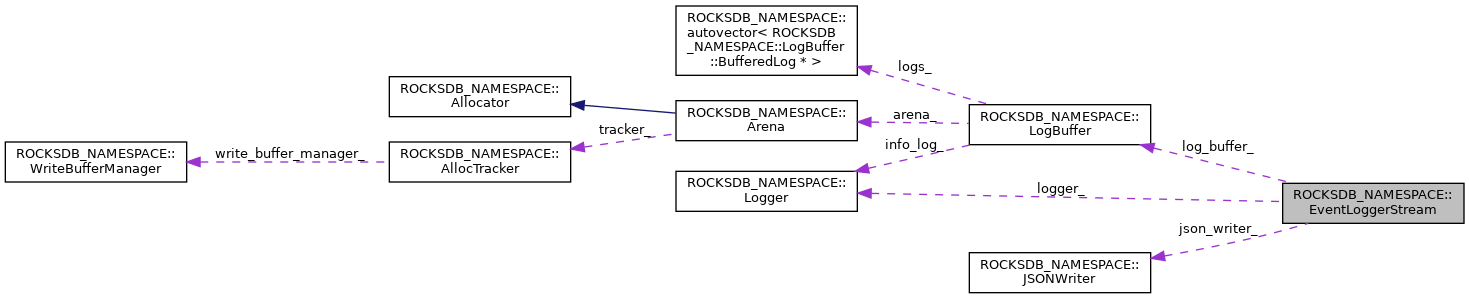 ROCKSDB_NAMESPACE::
autovector< ROCKSDB
_NAMESPACE::LogBuffer
::BufferedLog * >
logs_
ROCKSDB_NAMESPACE::
Allocator
ROCKSDB_NAMESPACE::
Arena
arena_
ROCKSDB_NAMESPACE::
LogBuffer
tracker_
info_log_
log_buffer_
ROCKSDB_NAMESPACE::
WriteBufferManager
write_buffer_manager_
ROCKSDB_NAMESPACE::
AllocTracker
ROCKSDB_NAMESPACE::
Logger
logger_
ROCKSDB_NAMESPACE::
EventLoggerStream
json_writer_
ROCKSDB_NAMESPACE::
JSONWriter